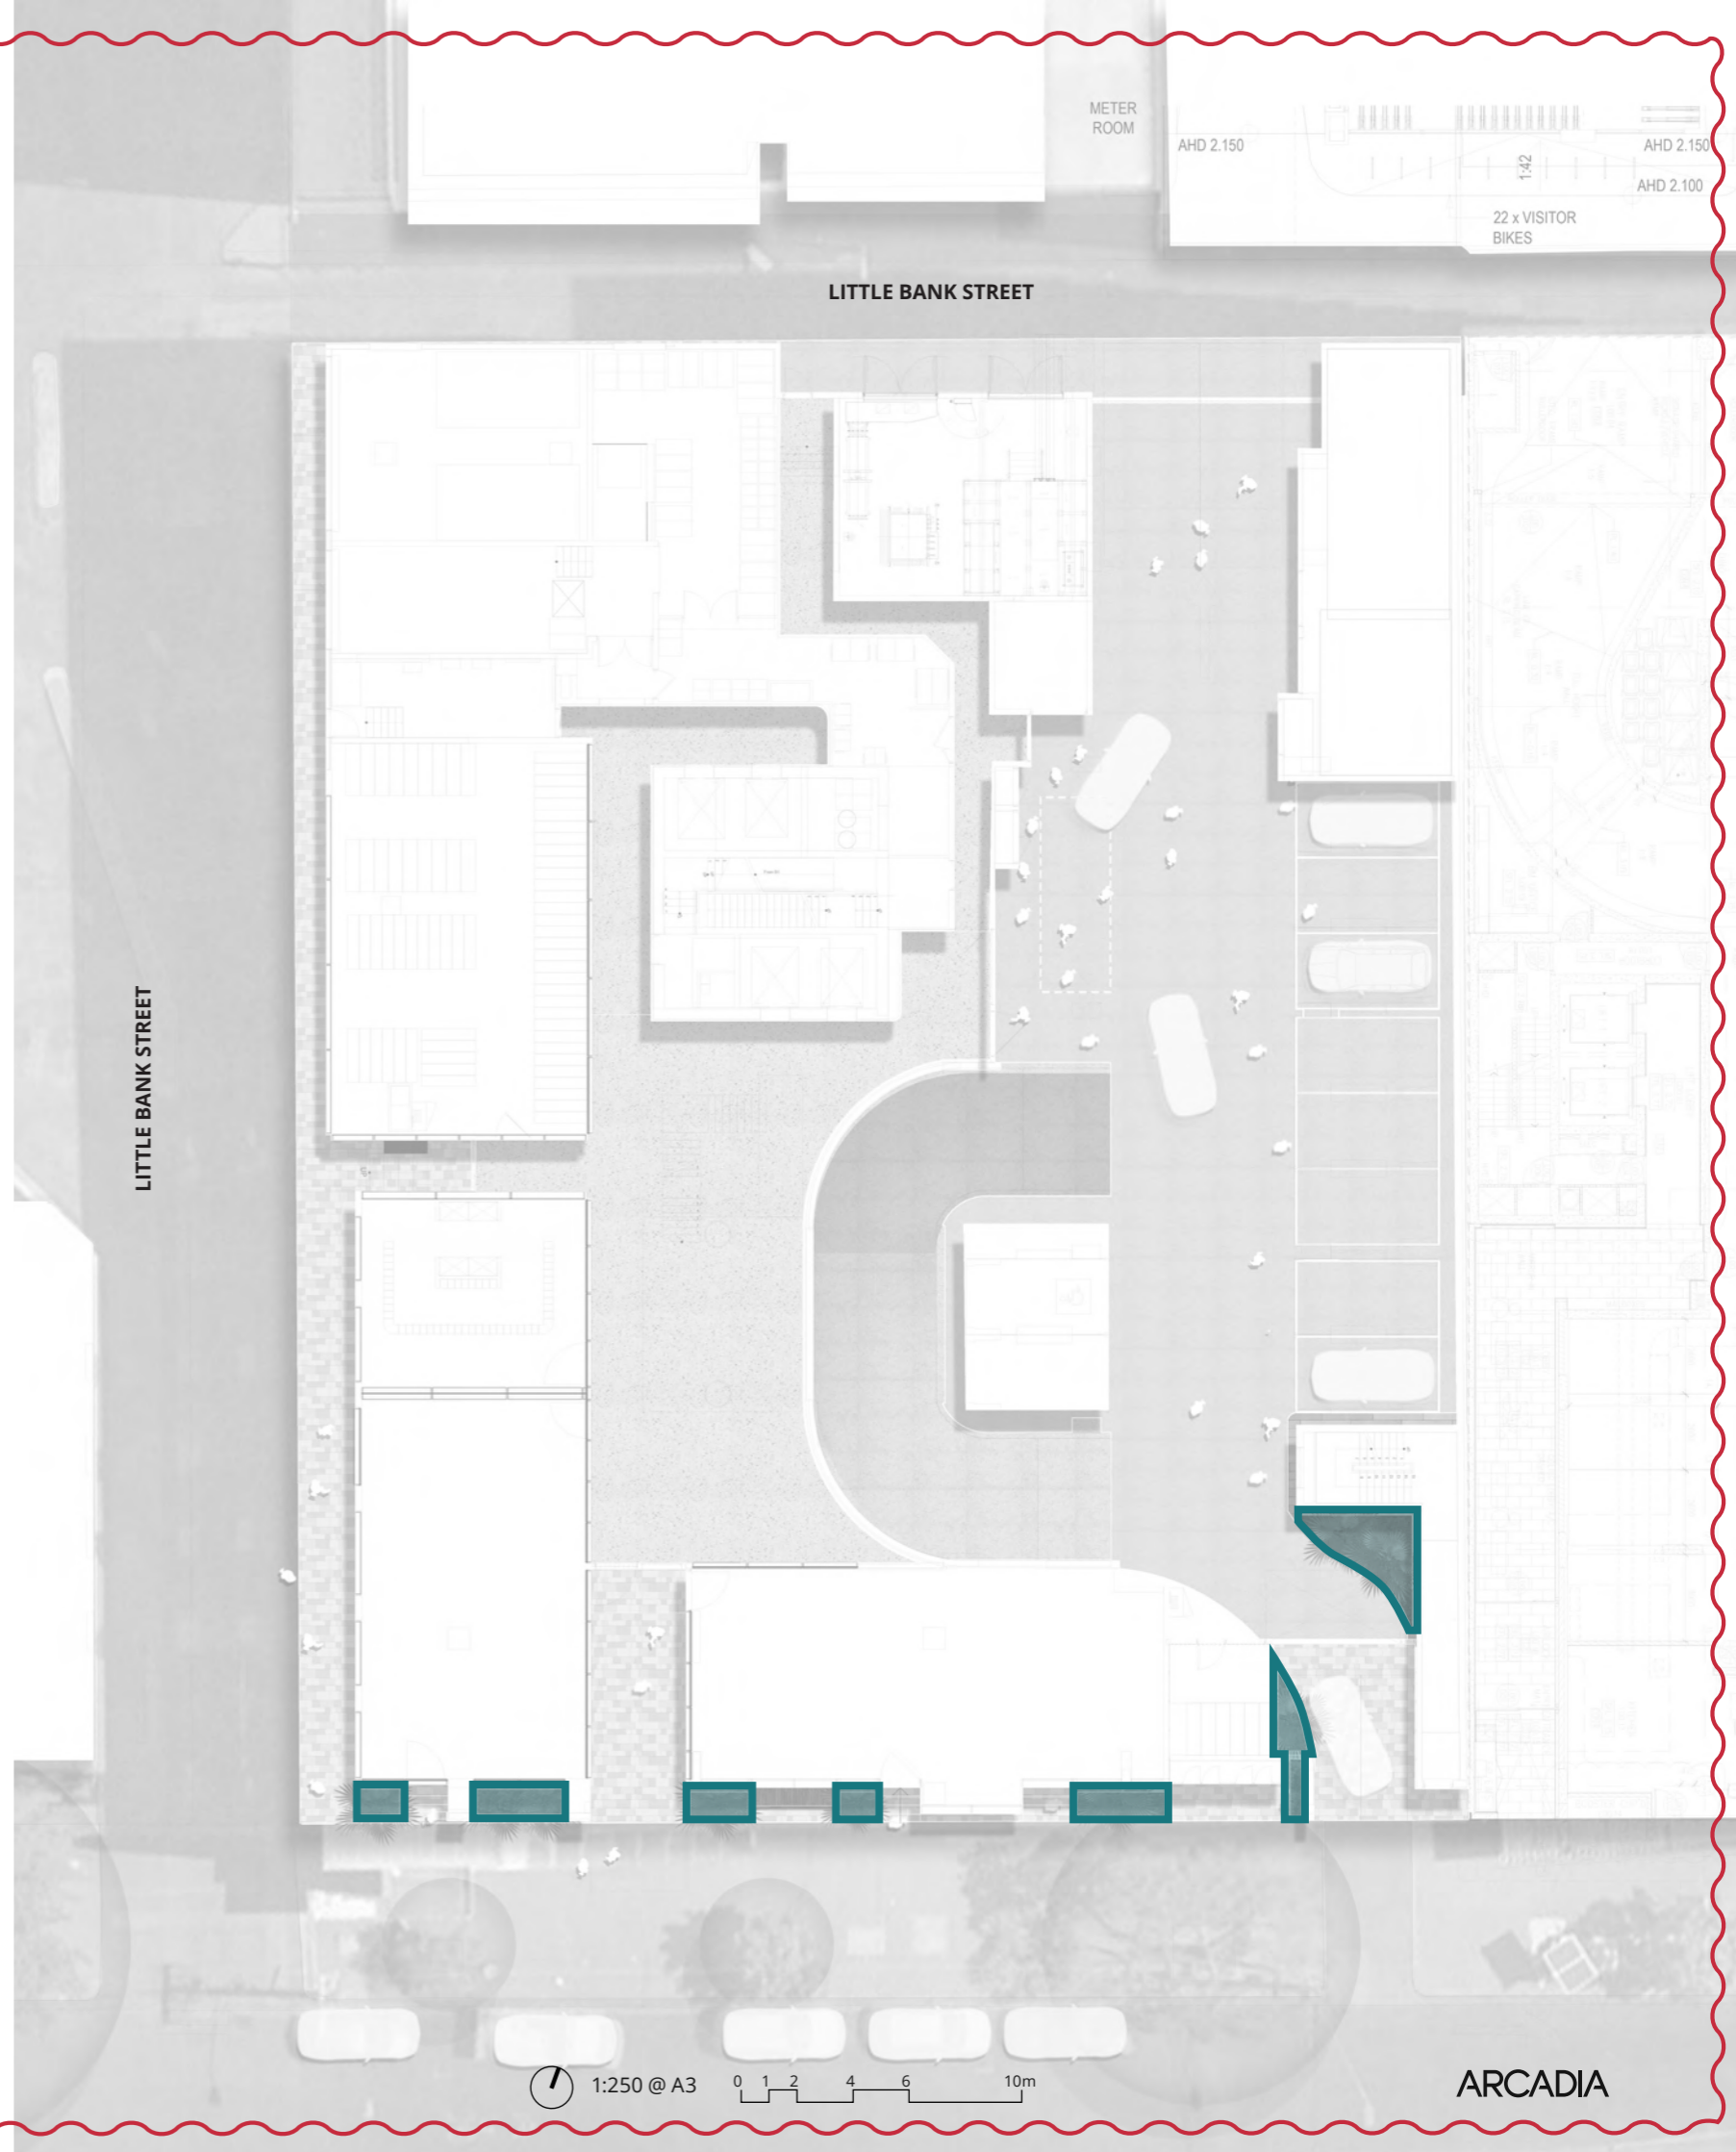 METER
ROOM
AHD 2.150
AHD 2.150
1:42
AHD 2.100
22 x VISITOR
BIKES
LITTLE BANK STREET
LITTLE BANK STREET
1:250 @ A3
0 1 2 4 6 10m
ARCADIA